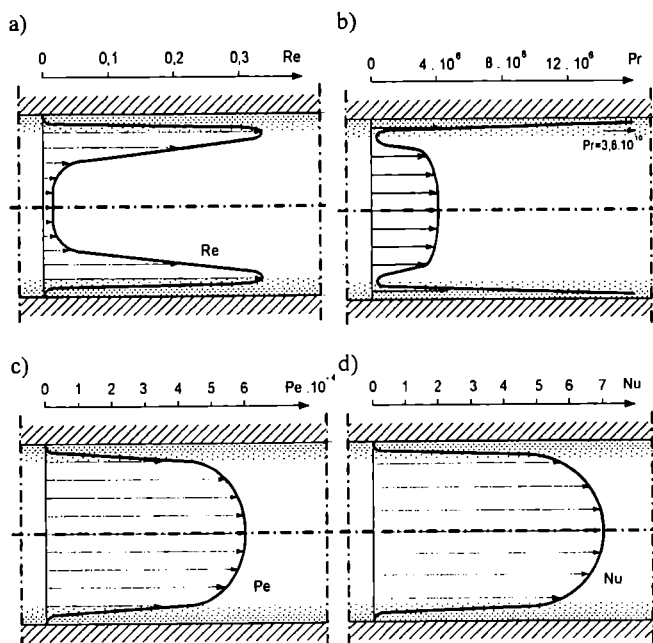 a)
0 0,1 0,2 0,3 Re
Re
b)
0 4.10⁶ 8.10⁶ 12.10⁶ Pr
Pr=3,6.10¹⁰
c)
0 1 2 3 4 5 6 Pe.10⁻⁴
Pe
d)
0 1 2 3 4 5 6 7 Nu
Nu